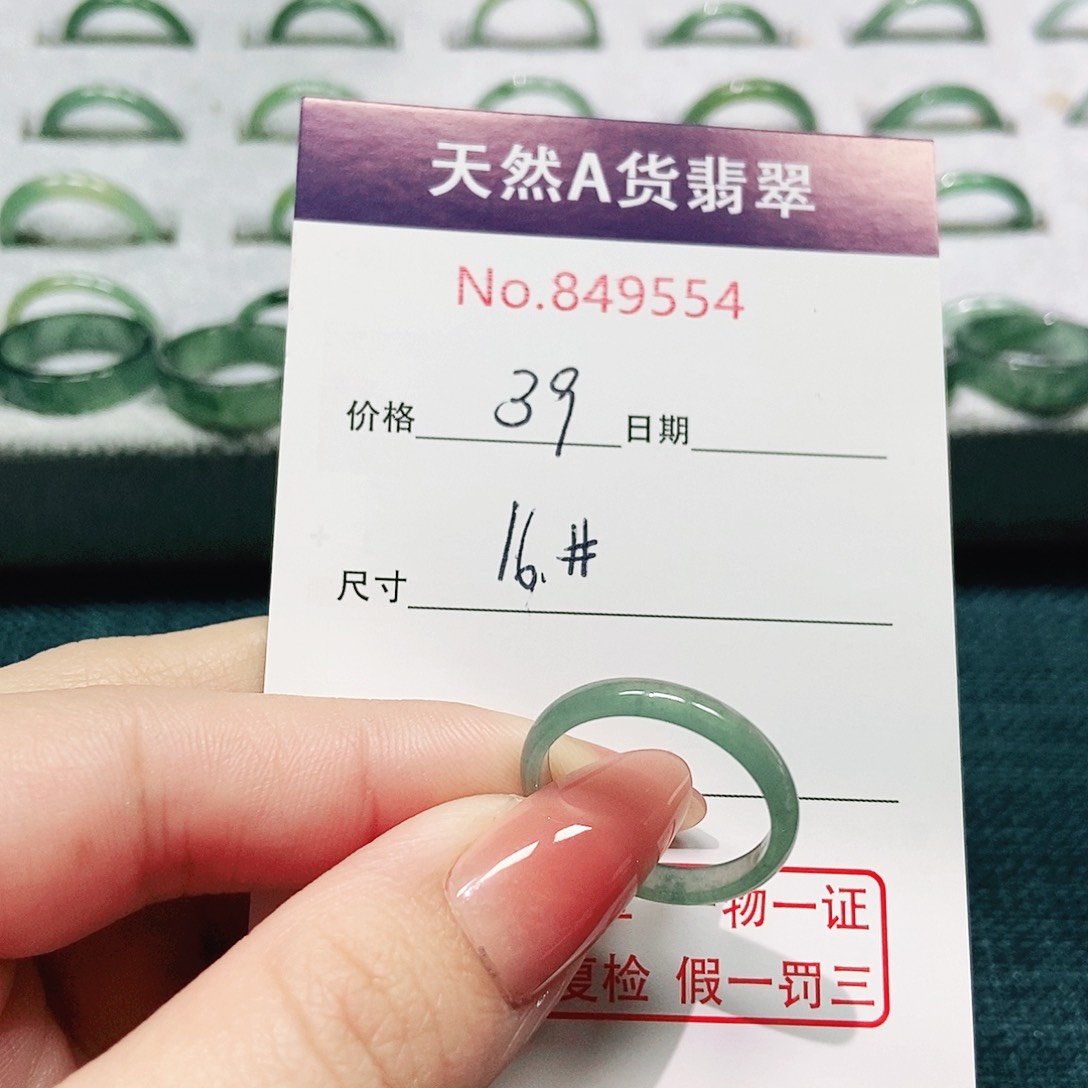 天然A货翡翠
No.849554
价格 39 日期
尺寸 16.#
物一证
复检 假一罚三